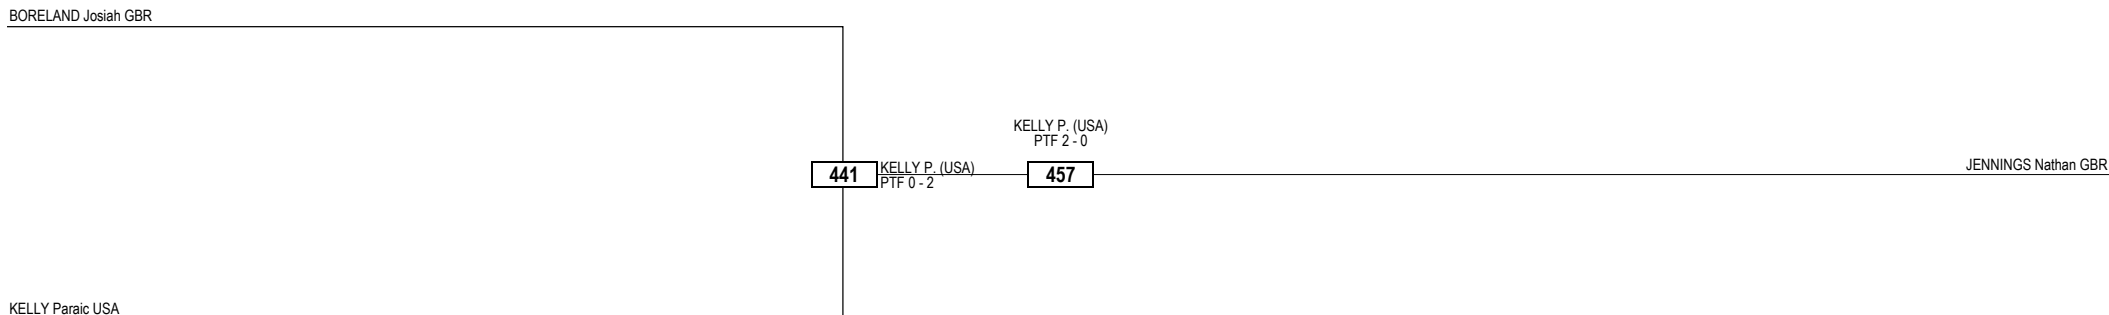 BORELAND Josiah GBR
KELLY P. (USA)
PTF 2 - 0
441
KELLY P. (USA)
PTF 0 - 2
457
JENNINGS Nathan GBR
KELLY Paraic USA